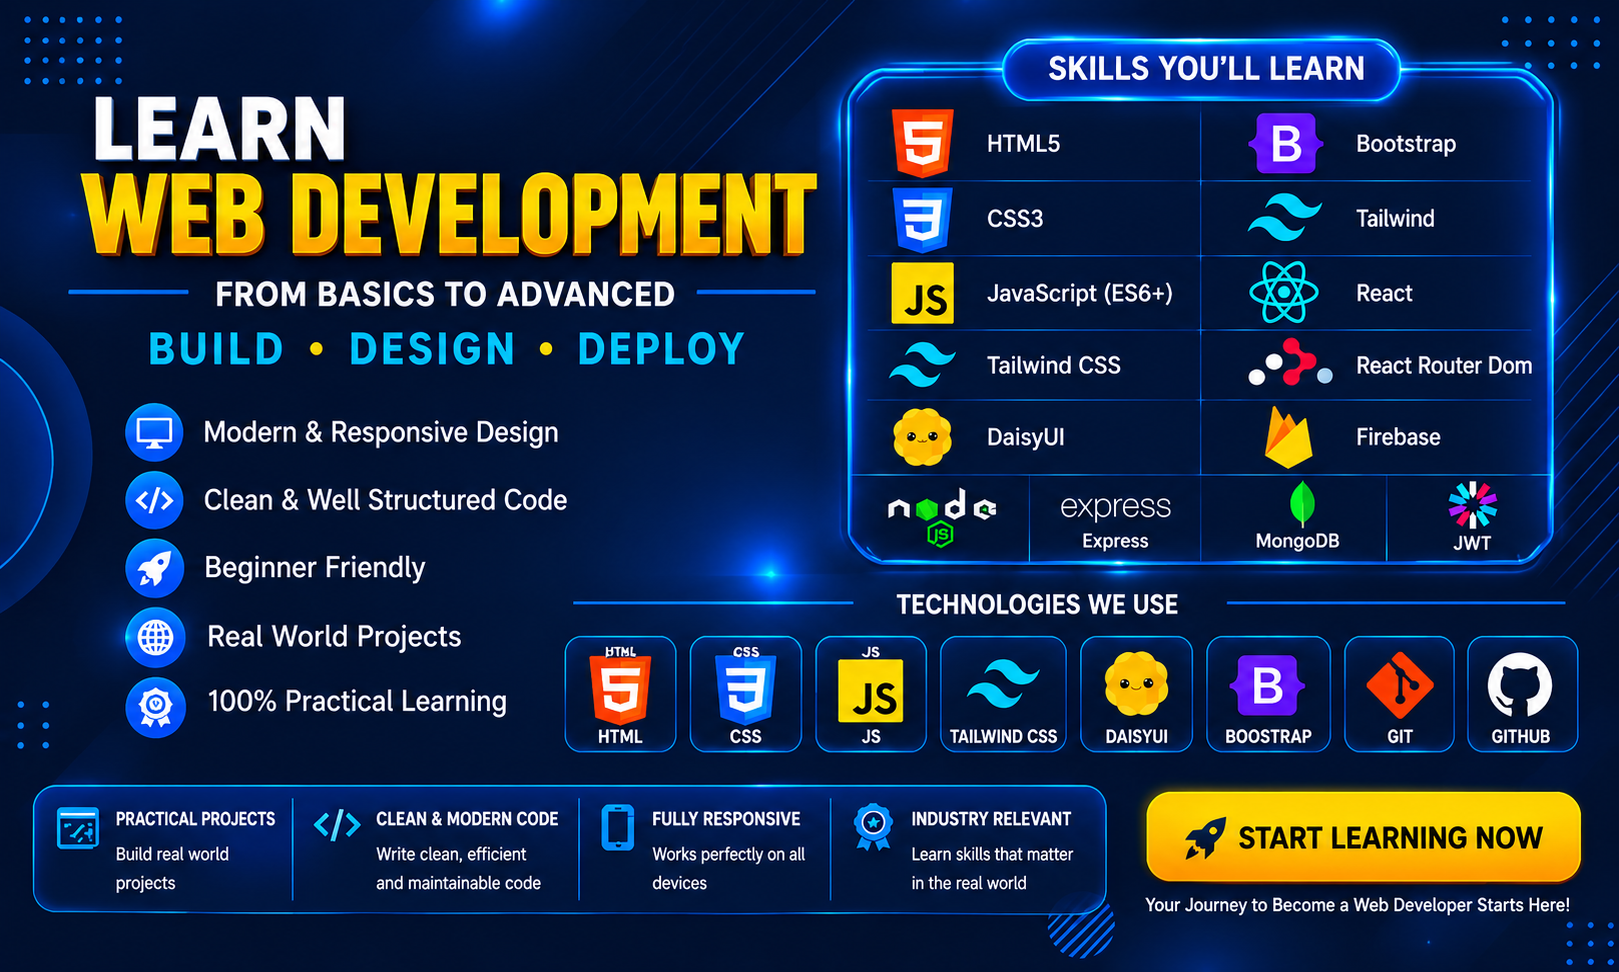 LEARN
WEB DEVELOPMENT
FROM BASICS TO ADVANCED
BUILD • DESIGN • DEPLOY
Modern & Responsive Design
Clean & Well Structured Code
Beginner Friendly
Real World Projects
100% Practical Learning
SKILLS YOU'LL LEARN
5 HTML5
B Bootstrap
3 CSS3
Tailwind
JS JavaScript (ES6+)
React
Tailwind CSS
React Router Dom
DaisyUI
Firebase
node
JS
express
Express
MongoDB
JWT
TECHNOLOGIES WE USE
HTML
5
HTML
CSS
3
CSS
JS
JS
JS
TAILWIND CSS
DAISYUI
B
BOOSTRAP
GIT
GITHUB
PRACTICAL PROJECTS
Build real world
projects
CLEAN & MODERN CODE
Write clean, efficient
and maintainable code
FULLY RESPONSIVE
Works perfectly on all
devices
INDUSTRY RELEVANT
Learn skills that matter
in the real world
START LEARNING NOW
Your Journey to Become a Web Developer Starts Here!